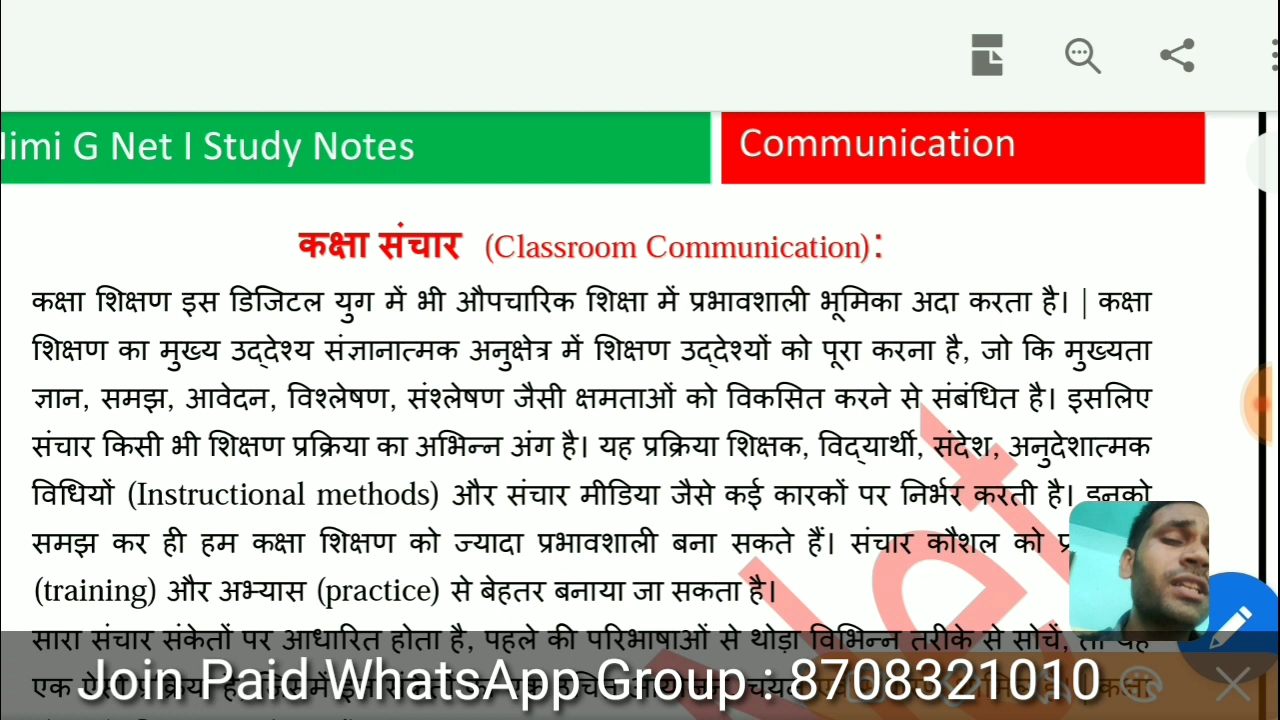 imi G Net I Study Notes
Communication
कक्षा संचार (Classroom Communication):
कक्षा शिक्षण इस डिजिटल युग में भी औपचारिक शिक्षा में प्रभावशाली भूमिका अदा करता है। | कक्षा
शिक्षण का मुख्य उद्देश्य संज्ञानात्मक अनुक्षेत्र में शिक्षण उद्देश्यों को पूरा करना है, जो कि मुख्यता
ज्ञान, समझ, आवेदन, विश्लेषण, संश्लेषण जैसी क्षमताओं को विकसित करने से संबंधित है। इसलिए
संचार किसी भी शिक्षण प्रक्रिया का अभिन्न अंग है। यह प्रक्रिया शिक्षक, विद्यार्थी, संदेश, अनुदेशात्मक
विधियों (Instructional methods) और संचार मीडिया जैसे कई कारकों पर निर्भर करती है। इनको
समझ कर ही हम कक्षा शिक्षण को ज्यादा प्रभावशाली बना सकते हैं। संचार कौशल को
(training) और अभ्यास (practice) से बेहतर बनाया जा सकता है।
सारा संचार संकेतों पर आधारित होता है, पहले की परिभाषाओं से थोड़ा विभिन्न तरीके से सोचें, तो यह
Join Paid WhatsApp Group : 8708321010